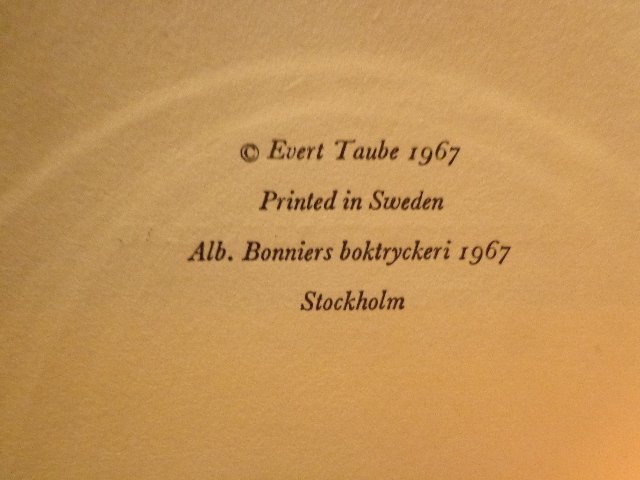 © Evert Taube 1967
Printed in Sweden
Alb. Bonniers boktryckeri 1967
Stockholm